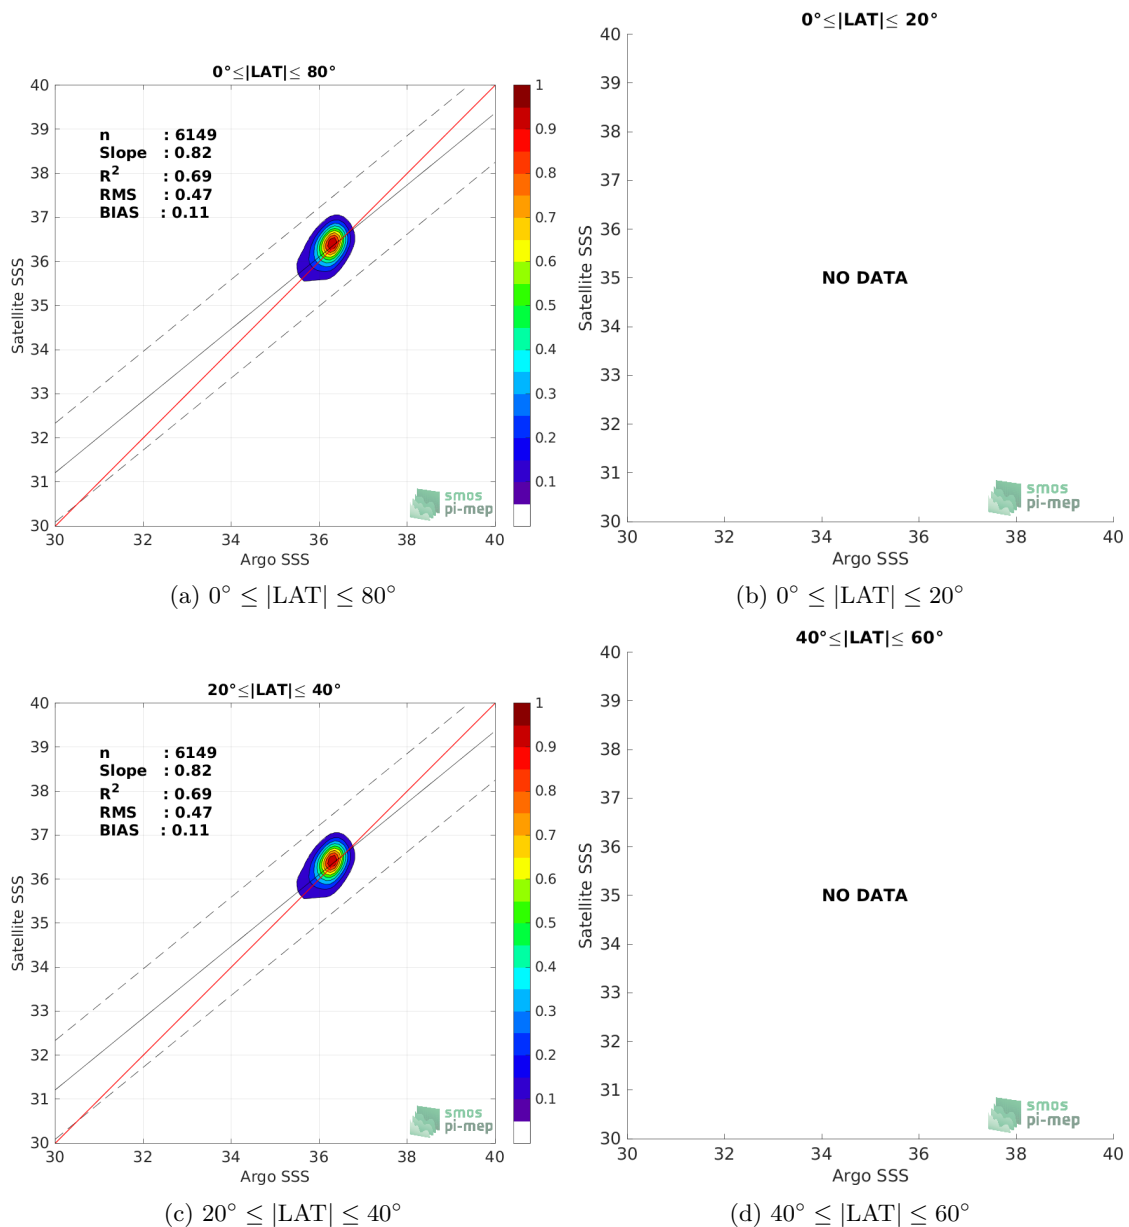 0°≤|LAT|≤ 80°
40
39
38
37
36
35
34
33
32
31
30
n : 6149
Slope : 0.82
R² : 0.69
RMS : 0.47
BIAS : 0.11
Satellite SSS
30 32 34 36 38 40
Argo SSS
smos
pi-mep
1
0.9
0.8
0.7
0.6
0.5
0.4
0.3
0.2
0.1
(a) 0° ≤ |LAT| ≤ 80°
0°≤|LAT|≤ 20°
40
39
38
37
36
35
34
33
32
31
30
Satellite SSS
NO DATA
smos
pi-mep
30 32 34 36 38 40
Argo SSS
(b) 0° ≤ |LAT| ≤ 20°
20°≤|LAT|≤ 40°
40
39
38
37
36
35
34
33
32
31
30
n : 6149
Slope : 0.82
R² : 0.69
RMS : 0.47
BIAS : 0.11
Satellite SSS
30 32 34 36 38 40
Argo SSS
smos
pi-mep
1
0.9
0.8
0.7
0.6
0.5
0.4
0.3
0.2
0.1
(c) 20° ≤ |LAT| ≤ 40°
40°≤|LAT|≤ 60°
40
39
38
37
36
35
34
33
32
31
30
Satellite SSS
NO DATA
smos
pi-mep
30 32 34 36 38 40
Argo SSS
(d) 40° ≤ |LAT| ≤ 60°